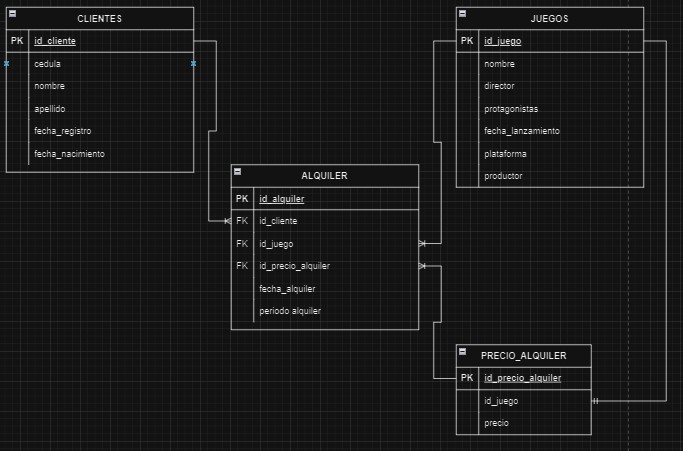 CLIENTES
PK id_cliente
cedula
nombre
apellido
fecha_registro
fecha_nacimiento
JUEGOS
PK id_juego
nombre
director
protagonistas
fecha_lanzamiento
plataforma
productor
ALQUILER
PK id_alquiler
FK id_cliente
FK id_juego
FK id_precio_alquiler
fecha_alquiler
periodo alquiler
PRECIO_ALQUILER
PK id_precio_alquiler
id_juego
precio